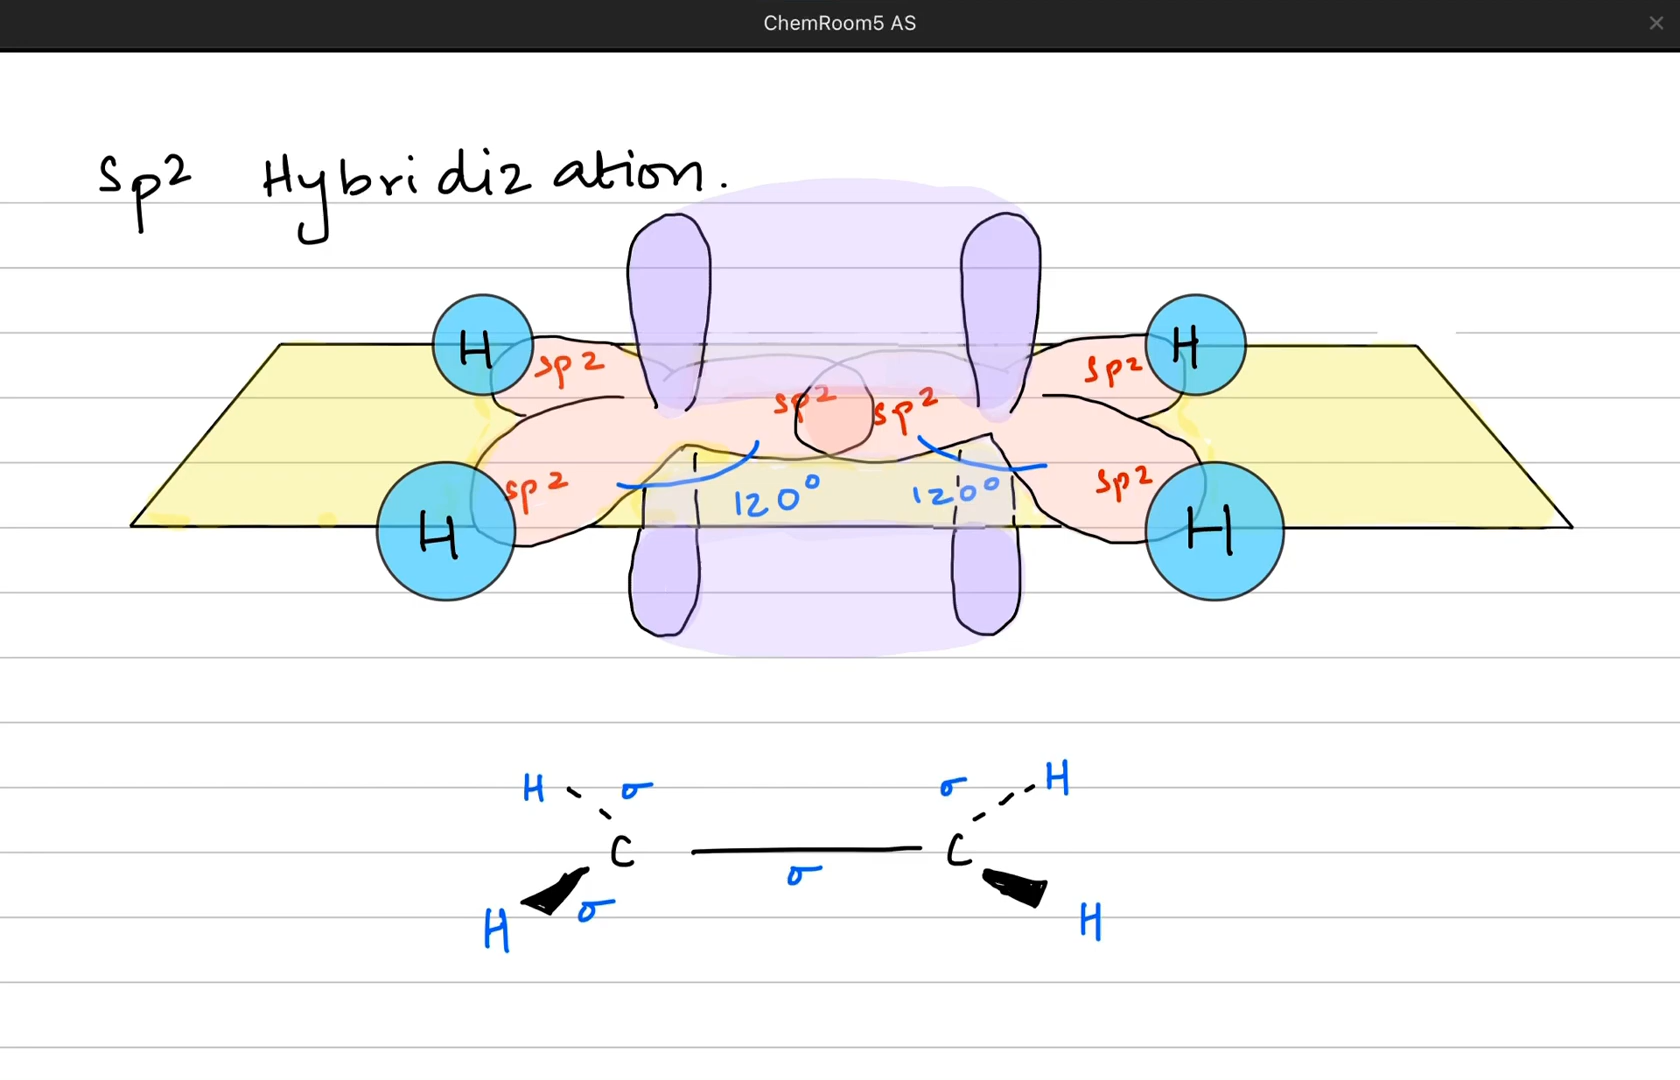 ChemRoom5 AS
×
Sp² Hybridization.
H sp² sp² H
sp² sp²
sp² 120° 120° sp²
H H
H σ σ H
C C
σ
H σ H